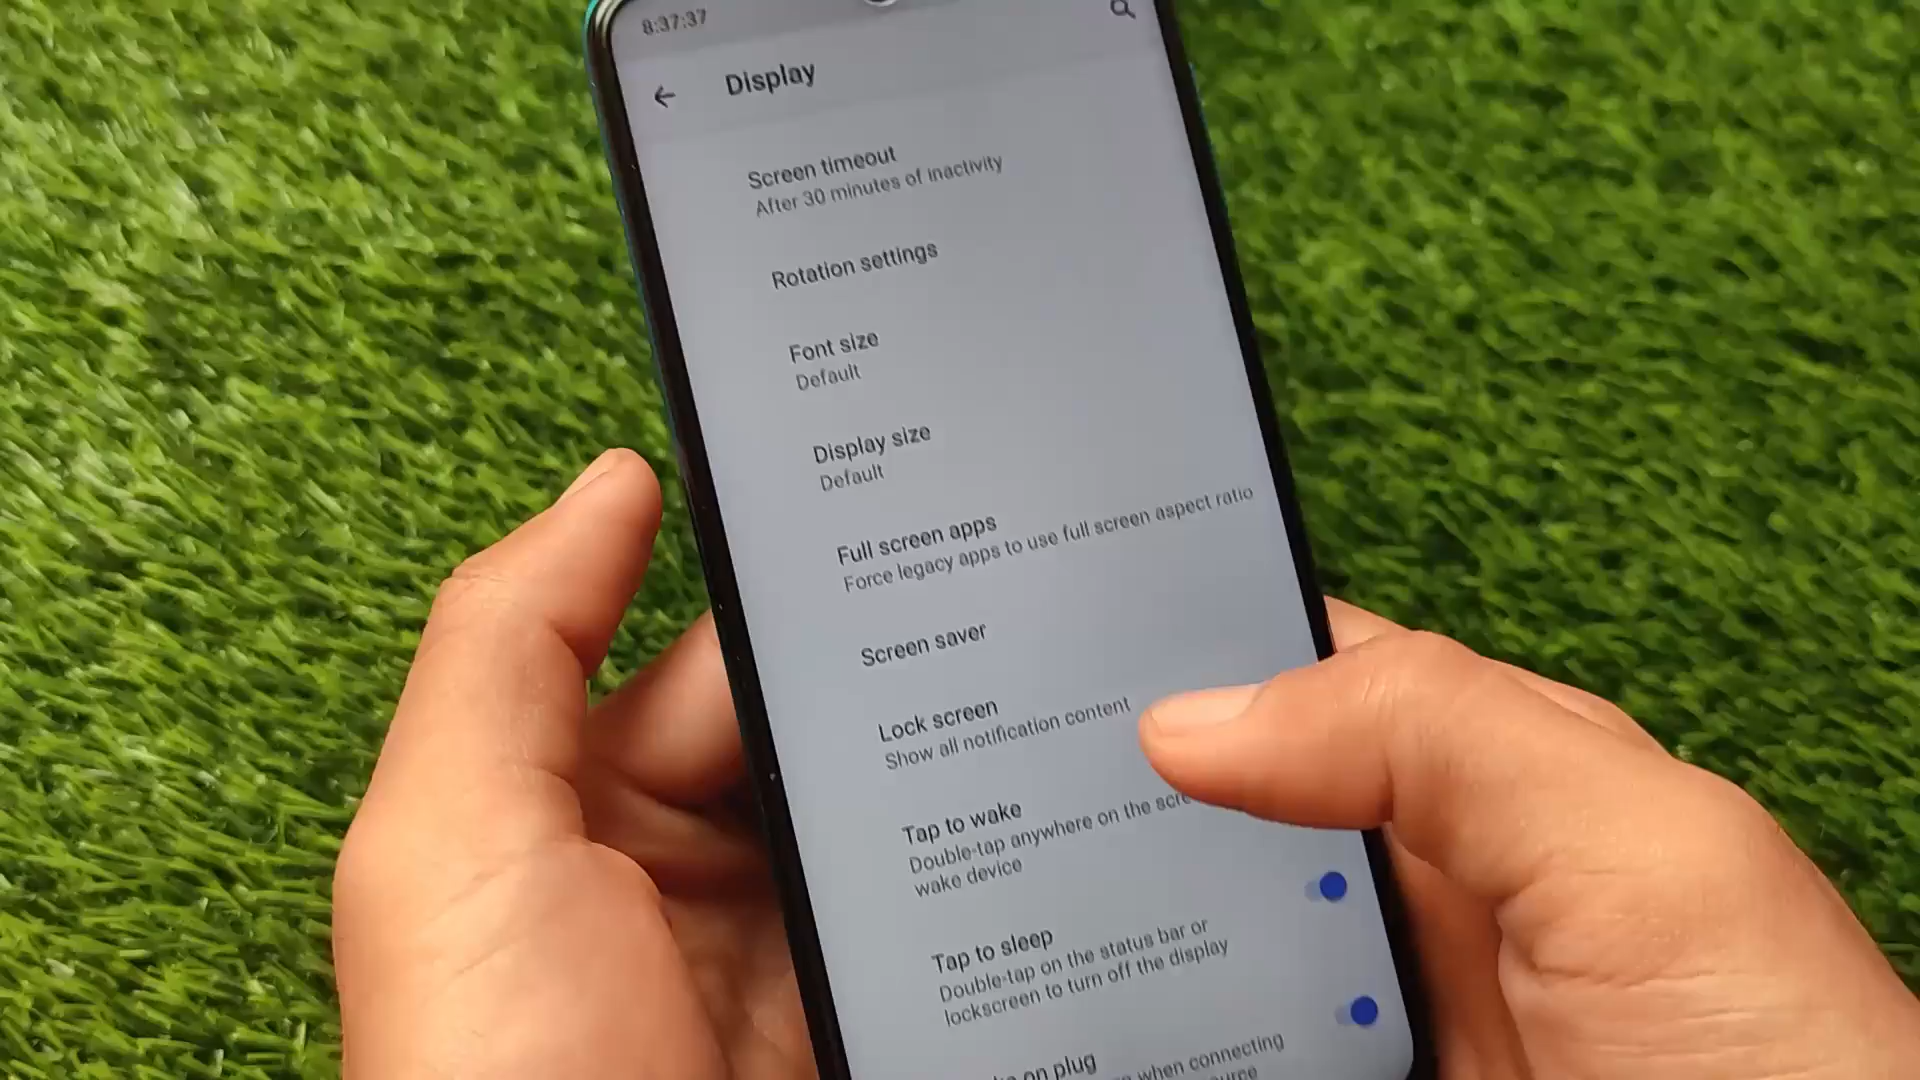 8:37:37
Display
Screen timeout
After 30 minutes of inactivity
Rotation settings
Font size
Default
Display size
Default
Full screen apps
Force legacy apps to use full screen aspect ratio
Screen saver
Lock screen
Show all notification content
Tap to wake
Double-tap anywhere on the
wake device
Tap to sleep
Double-tap on the status bar or
lockscreen to turn off the display
on plug
when connecting